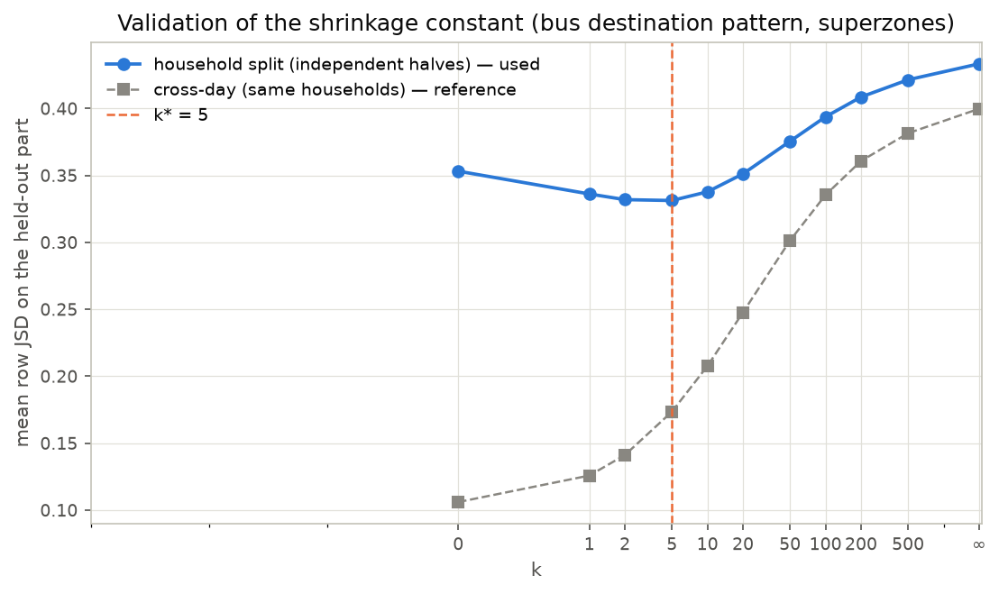 Validation of the shrinkage constant (bus destination pattern, superzones)
household split (independent halves) — used
cross-day (same households) — reference
k* = 5
mean row JSD on the held-out part
0.40
0.35
0.30
0.25
0.20
0.15
0.10
0 1 2 5 10 20 50 100 200 500 ∞
k